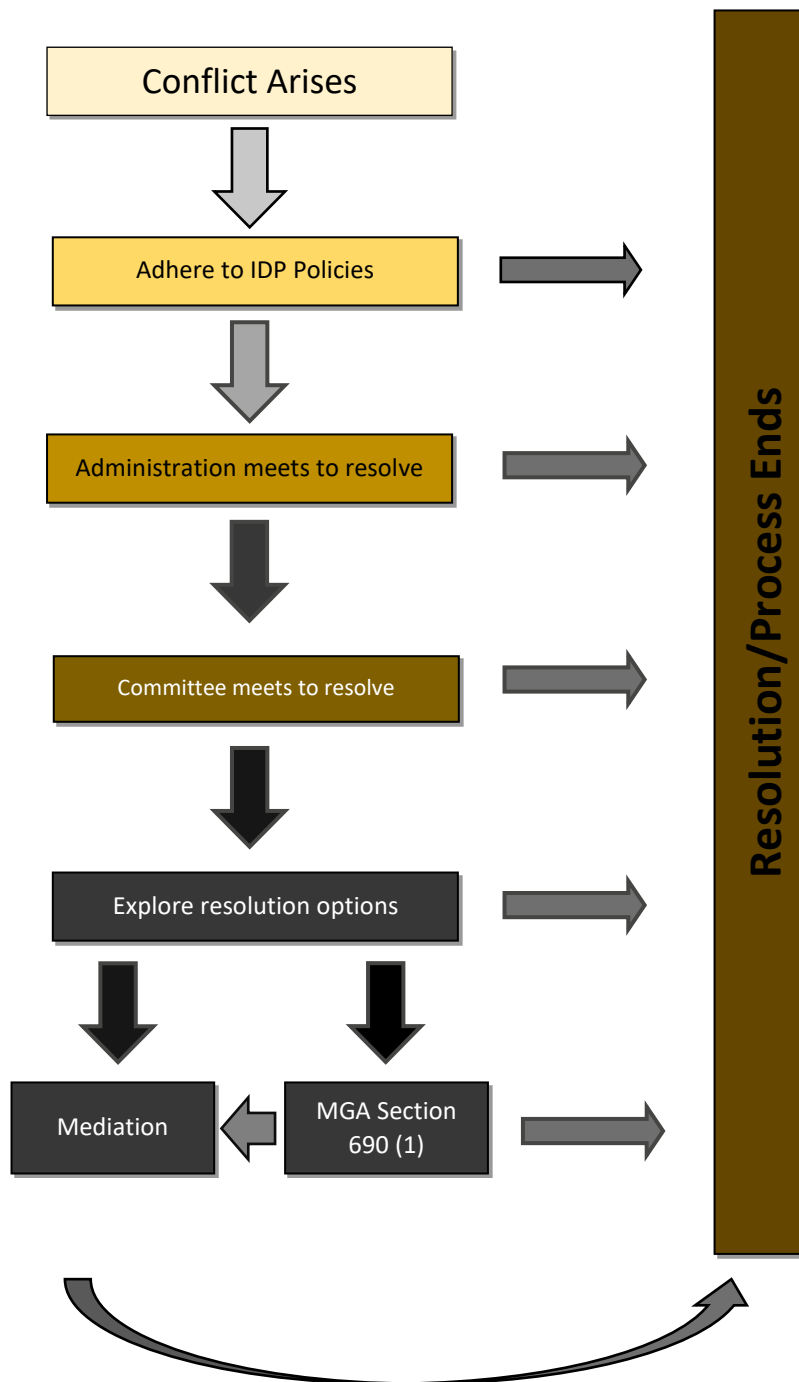 Conflict Arises
Adhere to IDP Policies
Administration meets to resolve
Committee meets to resolve
Explore resolution options
Mediation
MGA Section
690 (1)
Resolution/Process Ends